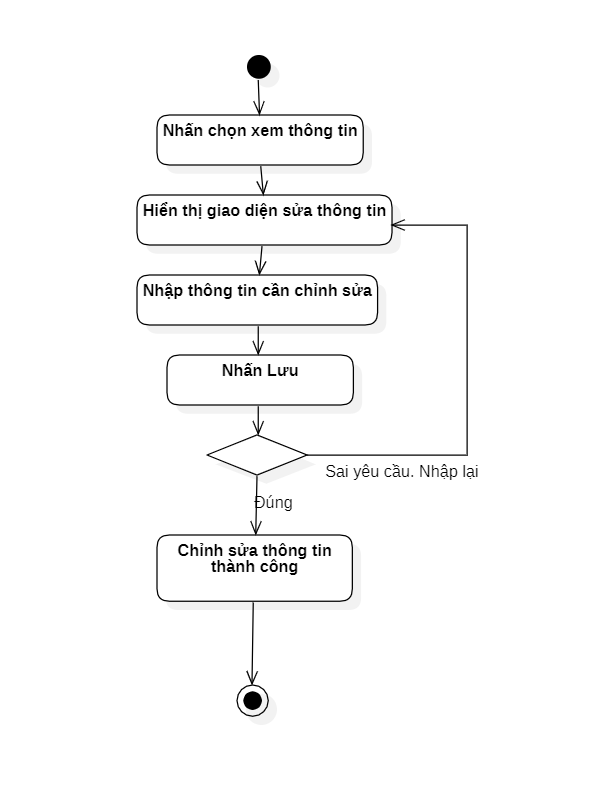 Nhấn chọn xem thông tin
Hiển thị giao diện sửa thông tin
Nhập thông tin cần chỉnh sửa
Nhấn Lưu
Sai yêu cầu. Nhập lại
Đúng
Chỉnh sửa thông tin
thành công